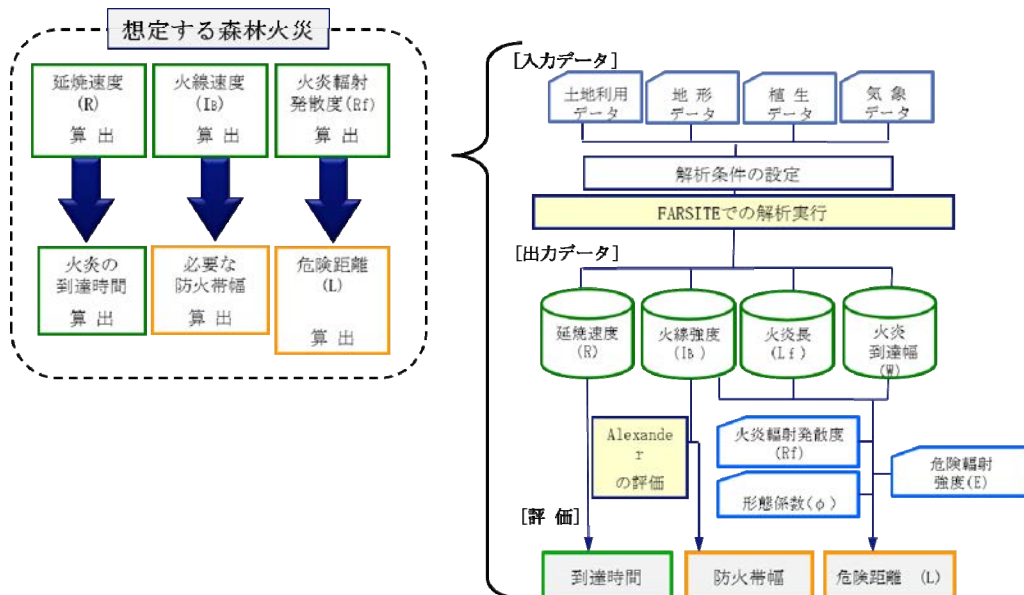 想定する森林火災
延焼速度
(R)
算 出
火線速度
(IB)
算 出
火炎輻射
発散度(Rf)
算 出
火炎の
到達時間
算 出
必要な
防火帯幅
算 出
危険距離
(L)
算 出
[入力データ]
土地利用
データ
地 形
データ
植 生
データ
気 象
データ
解析条件の設定
FARSITEでの解析実行
[出力データ]
延焼速度
(R)
火線強度
(IB)
火炎長
(Lf)
火炎
到達幅
(W)
Alexande
r
の評価
火炎輻射発散度
(Rf)
形態係数(φ)
危険輻射
強度(E)
[評 価]
到達時間
防火帯幅
危険距離 (L)